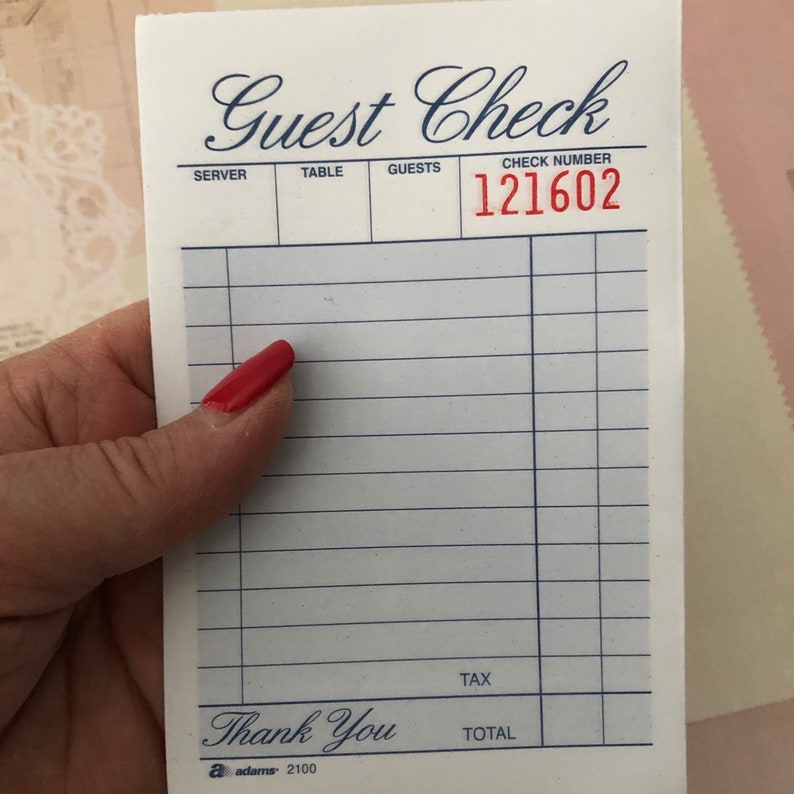 Guest Check
SERVER TABLE GUESTS CHECK NUMBER
121602
TAX
Thank You TOTAL
a adams® 2100